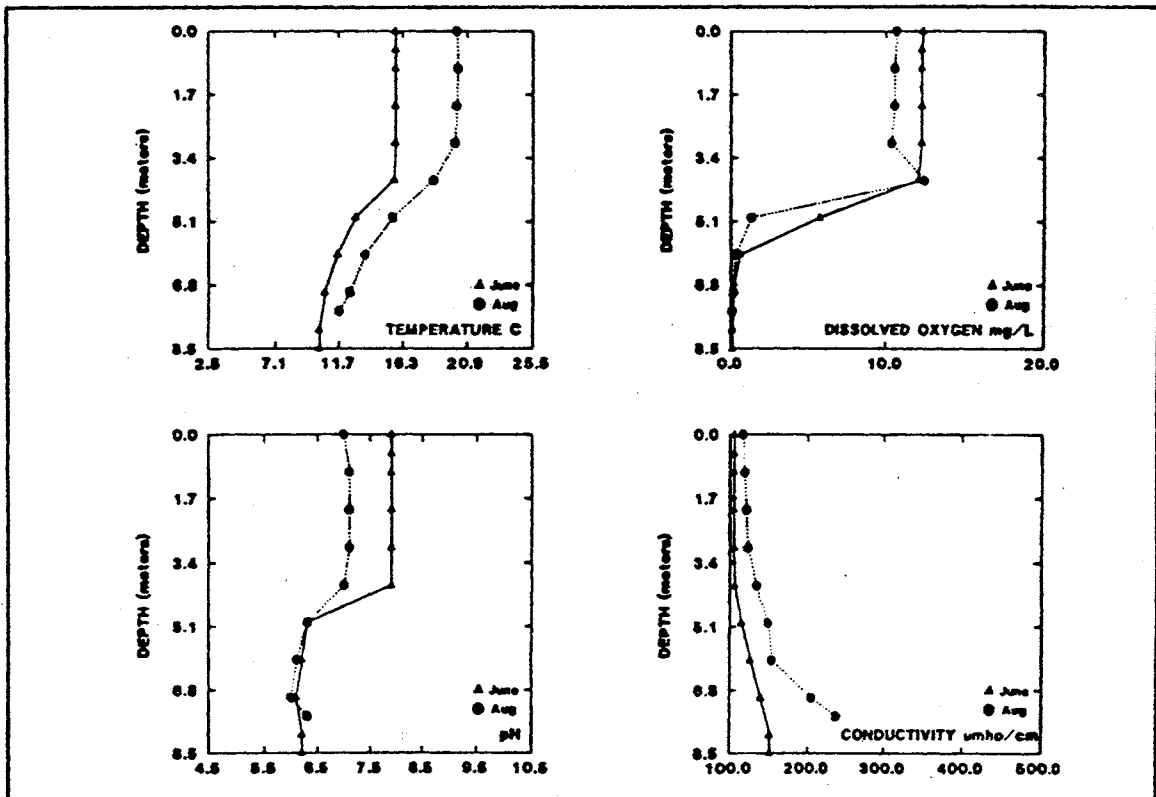 0.0
1.7
3.4
5.1
6.8
8.5
DEPTH (meters)
June
Aug
TEMPERATURE C
2.5 7.1 11.7 16.3 20.9 25.5
0.0
1.7
3.4
5.1
6.8
8.5
DEPTH (meters)
June
Aug
DISSOLVED OXYGEN mg/L
0.0 10.0 20.0
0.0
1.7
3.4
5.1
6.8
8.5
DEPTH (meters)
June
Aug
pH
4.5 5.5 6.5 7.5 8.5 9.5 10.5
0.0
1.7
3.4
5.1
6.8
8.5
DEPTH (meters)
June
Aug
CONDUCTIVITY umho/cm
100.0 200.0 300.0 400.0 500.0